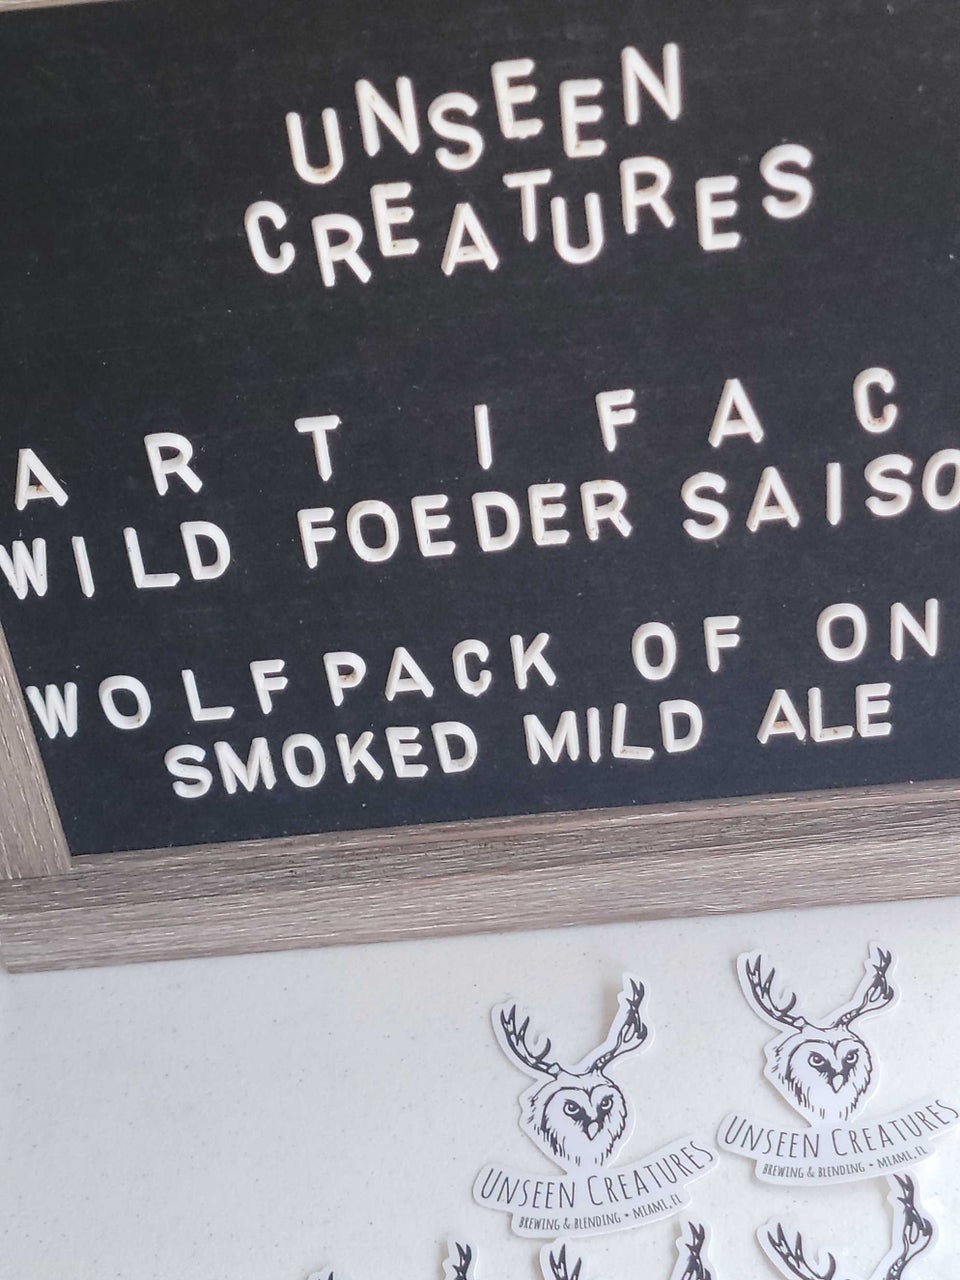 UNSEEN
CREATURES
ARTIFAC
WILD FOEDER SAISO
WOLFPACK OF ON
SMOKED MILD ALE
UNSEEN CREATURES
BREWING & BLENDING • MIAMI, FL
UNSEEN CREATURES
BREWING & BLENDING • MIAMI, FL